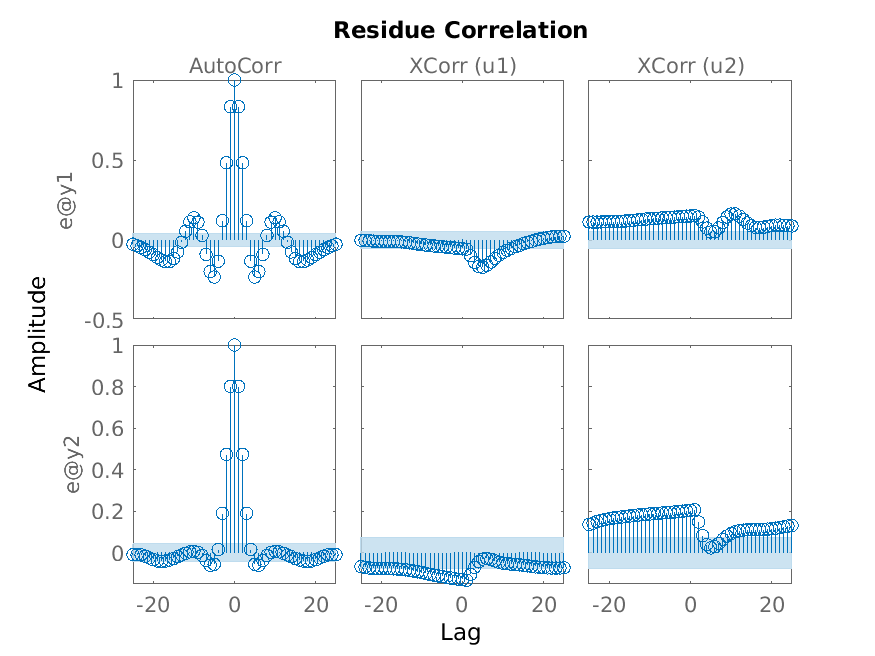 Residue Correlation
AutoCorr XCorr (u1) XCorr (u2)
Amplitude
e@y1
1
0.5
0
-0.5
e@y2
1
0.8
0.6
0.4
0.2
0
-20 0 20 -20 0 20 -20 0 20
Lag